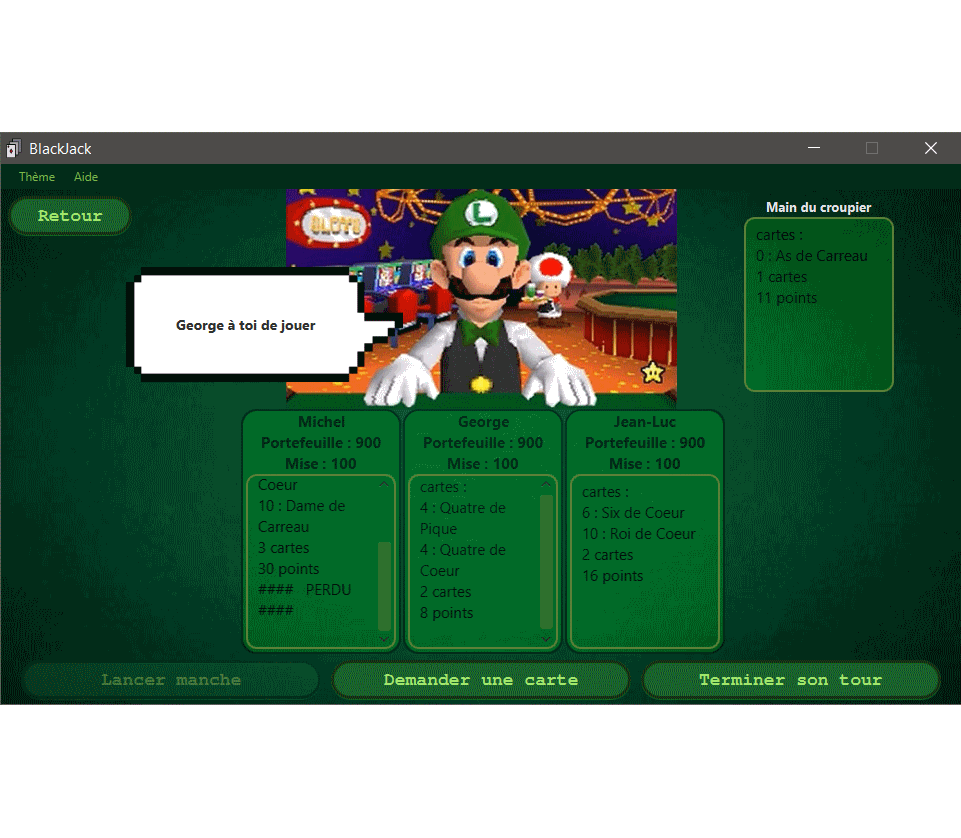 BlackJack
Thème Aide
Retour
SLOTS
L
George à toi de jouer
Main du croupier
cartes :
0 : As de Carreau
1 cartes
11 points
Michel
Portefeuille : 900
Mise : 100
Coeur
10 : Dame de
Carreau
3 cartes
30 points
#### PERDU
####
George
Portefeuille : 900
Mise : 100
cartes :
4 : Quatre de
Pique
4 : Quatre de
Coeur
2 cartes
8 points
Jean-Luc
Portefeuille : 900
Mise : 100
cartes :
6 : Six de Coeur
10 : Roi de Coeur
2 cartes
16 points
Lancer manche
Demander une carte
Terminer son tour